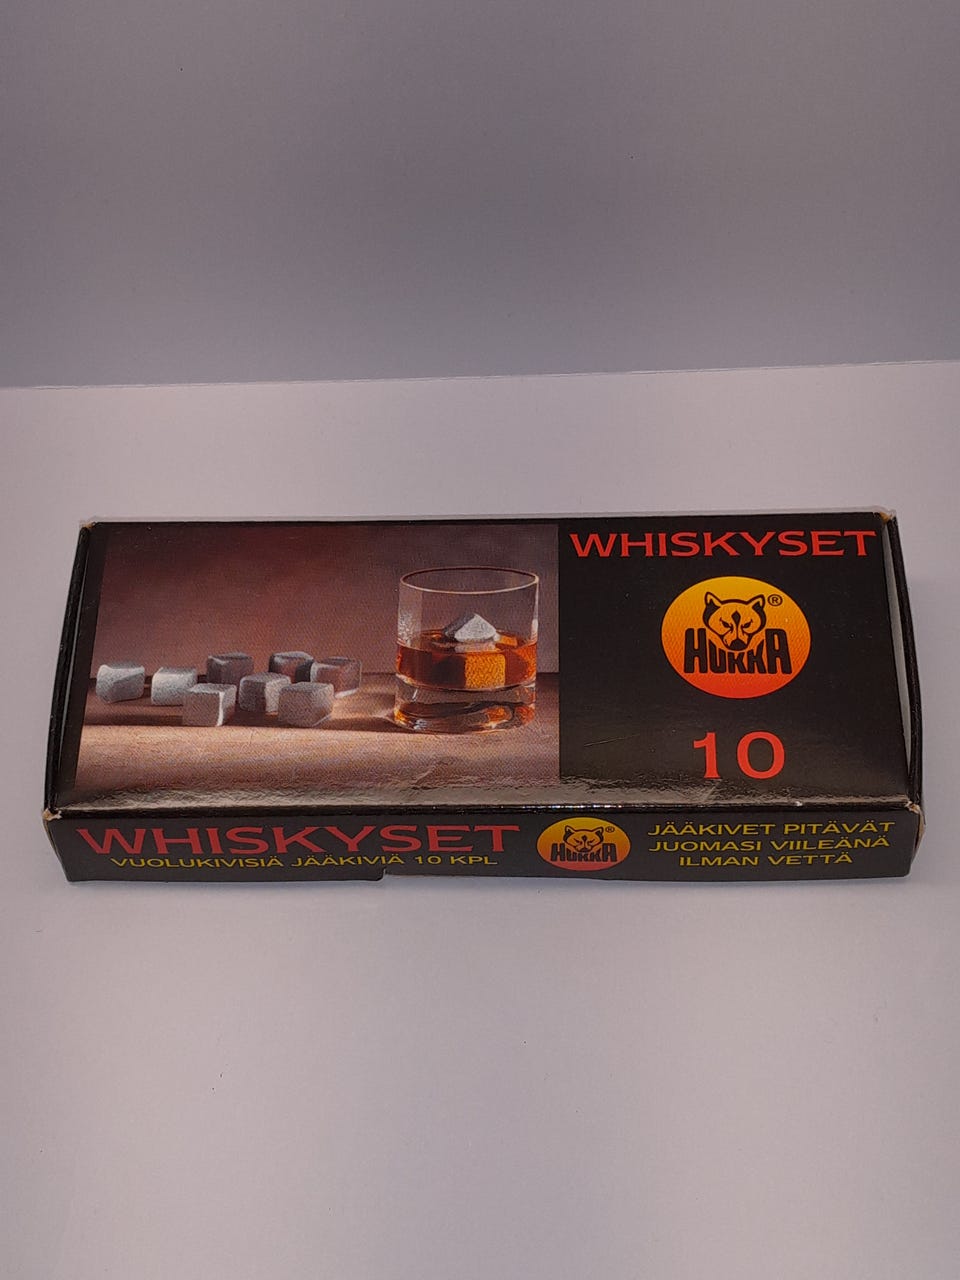 WHISKYSET
®
HUKKA
10
WHISKYSET
VUOLUKIVISIÄ JÄÄKIVIÄ 10 KPL
®
HUKKA
JÄÄKIVET PITÄVÄT
JUOMASI VIILEÄNÄ
ILMAN VETTÄ